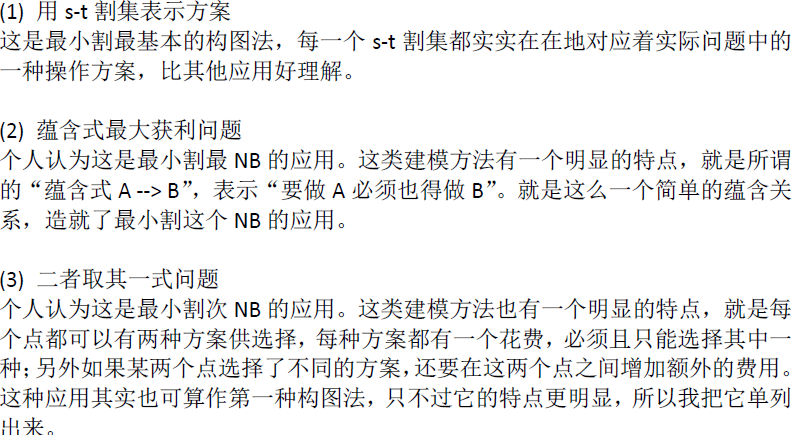 (1) 用 s-t 割集表示方案
这是最小割最基本的构图法，每一个 s-t 割集都实实在在地对应着实际问题中的
一种操作方案，比其他应用好理解。
(2) 蕴含式最大获利问题
个人认为这是最小割最 NB 的应用。这类建模方法有一个明显的特点，就是所谓
的“蕴含式 A --> B”，表示“要做 A 必须也得做 B”。就是这么一个简单的蕴含关
系，造就了最小割这个 NB 的应用。
(3) 二者取其一式问题
个人认为这是最小割次 NB 的应用。这类建模方法也有一个明显的特点，就是每
个点都可以有两种方案供选择，每种方案都有一个花费，必须且只能选择其中一
种；另外如果某两个点选择了不同的方案，还要在这两个点之间增加额外的费用。
这种应用其实也可算作第一种构图法，只不过它的特点更明显，所以我把它单列
出来。